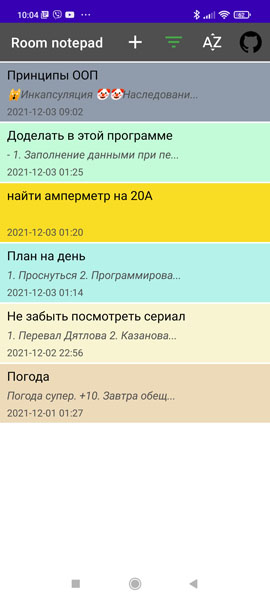 10:04
Room notepad
AZ
Принципы ООП
🙀Инкапсуляция 🤡🤡Наследовани...
2021-12-03 09:02
Доделать в этой программе
- 1. Заполнение данными при пе...
2021-12-03 01:25
найти амперметр на 20А
2021-12-03 01:20
План на день
1. Проснуться 2. Программирова...
2021-12-03 01:14
Не забыть посмотреть сериал
1. Перевал Дятлова 2. Казанова...
2021-12-02 22:56
Погода
Погода супер. +10. Завтра обещ...
2021-12-01 01:27